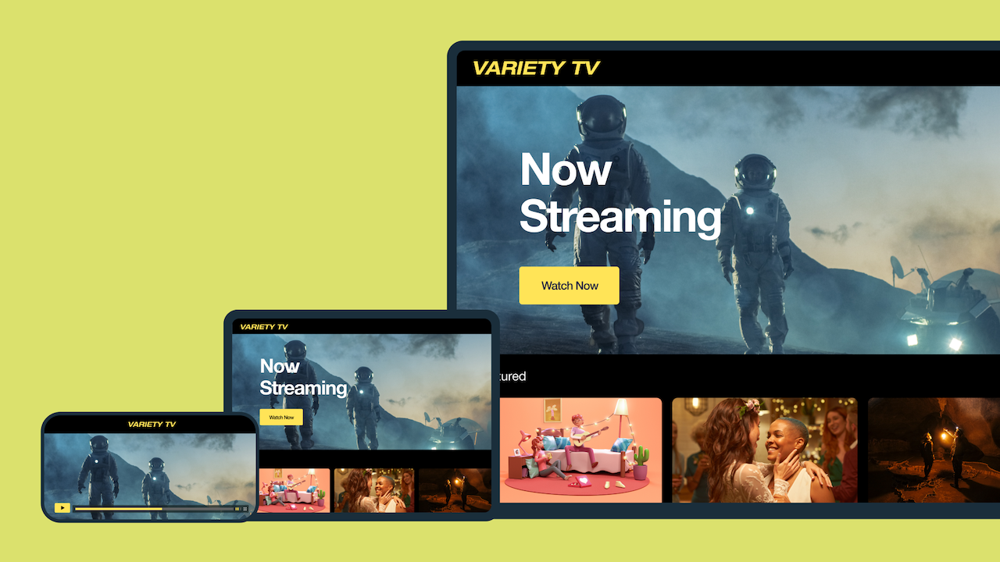 VARIETY TV
Now
Streaming
Watch Now
tured
VARIETY TV
Now
Streaming
Watch Now
VARIETY TV